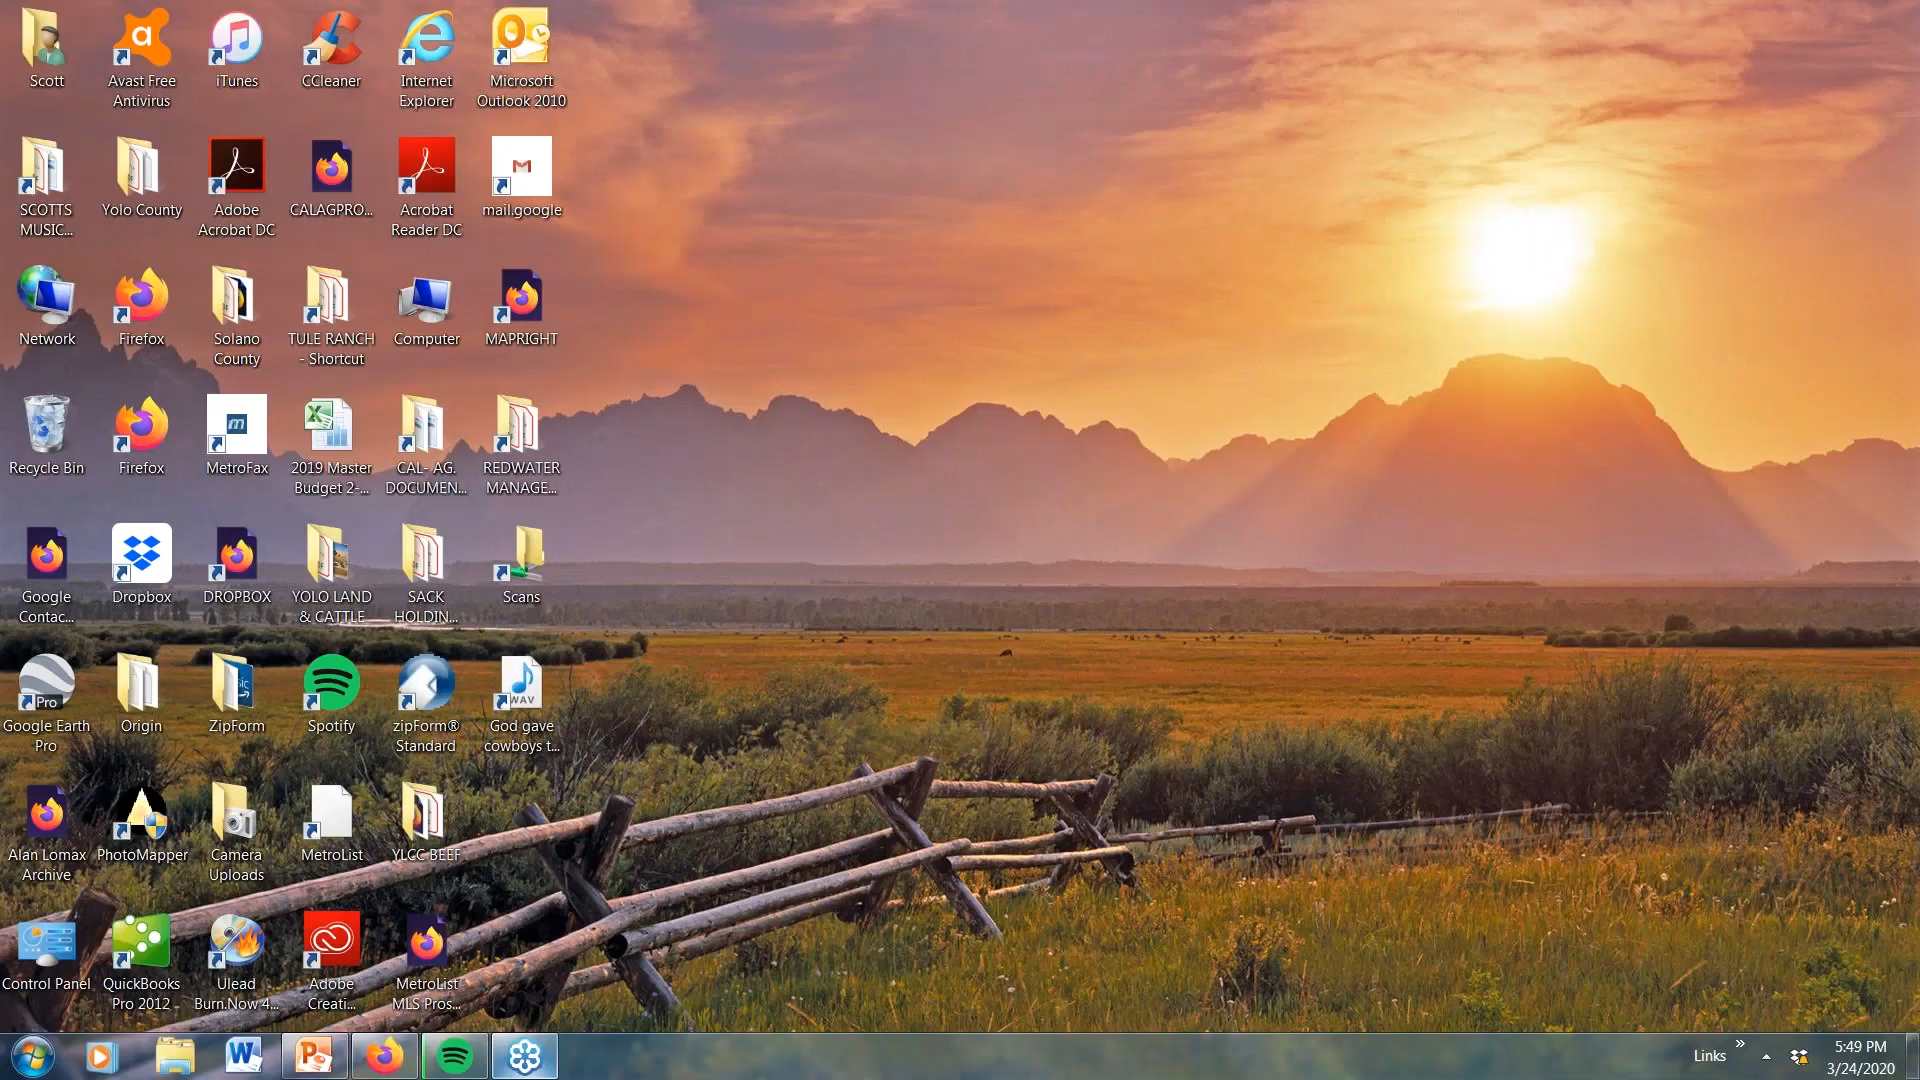 Scott
Avast Free
Antivirus
iTunes
CCleaner
Internet
Explorer
Microsoft
Outlook 2010
SCOTTS
MUSIC...
Yolo County
Adobe
Acrobat DC
CALAGPRO...
Acrobat
Reader DC
mail.google
Network
Firefox
Solano
County
TULE RANCH
- Shortcut
Computer
MAPRIGHT
Recycle Bin
Firefox
m
MetroFax
2019 Master
Budget 2-...
CAL- AG.
DOCUMEN...
REDWATER
MANAGE...
Google
Contac...
Dropbox
DROPBOX
YOLO LAND
& CATTLE
SACK
HOLDIN...
Scans
Pro
Google Earth
Pro
Origin
ZipForm
Spotify
zipForm®
Standard
WAV
God gave
cowboys t...
Alan Lomax
Archive
PhotoMapper
Camera
Uploads
MetroList
YLCC BEEF
Control Panel
QuickBooks
Pro 2012
Ulead
Burn.Now 4...
Adobe
Creati...
MetroList
MLS Pros...
Links
5:49 PM
3/24/2020